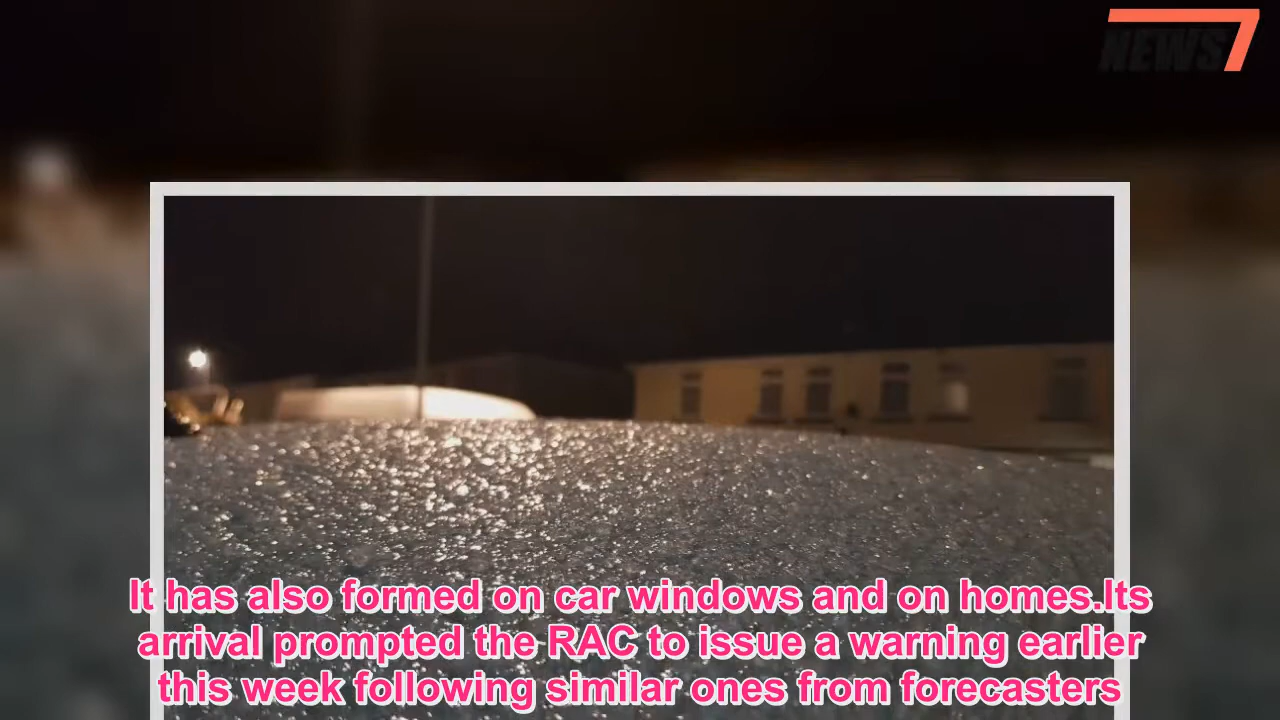 NEWS7
It has also formed on car windows and on homes.Its
arrival prompted the RAC to issue a warning earlier
this week following similar ones from forecasters